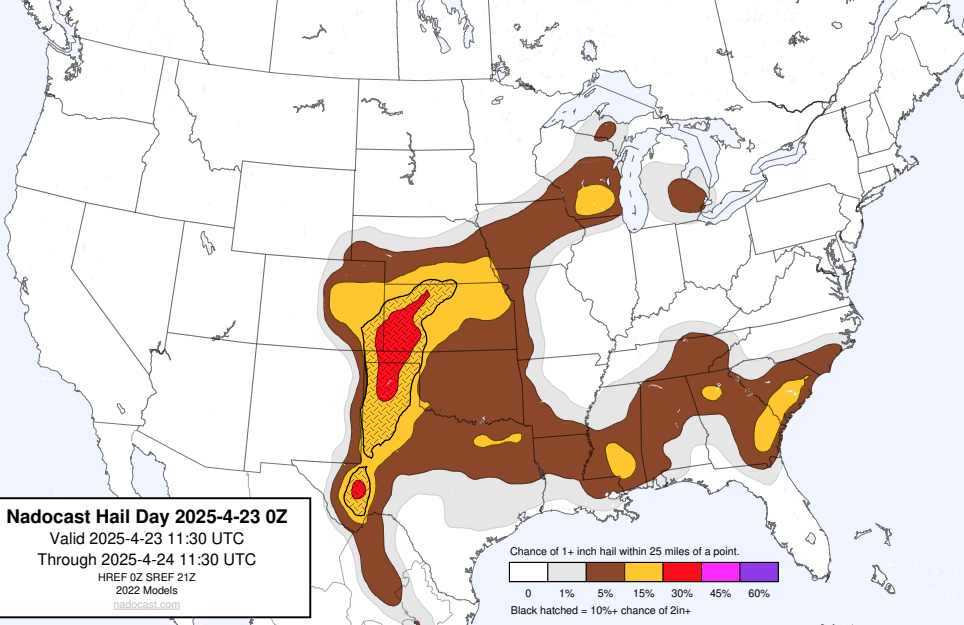 Nadocast Hail Day 2025-4-23 0Z
Valid 2025-4-23 11:30 UTC
Through 2025-4-24 11:30 UTC
HREF 0Z SREF 21Z
2022 Models
nadocast.com
Chance of 1+ inch hail within 25 miles of a point.
0 1% 5% 15% 30% 45% 60%
Black hatched = 10%+ chance of 2in+